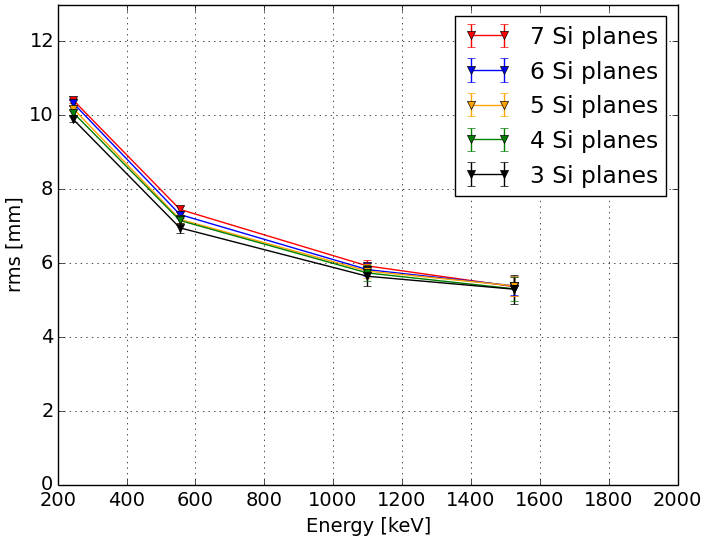 12
10
8
6
4
2
0
rms [mm]
7 Si planes
6 Si planes
5 Si planes
4 Si planes
3 Si planes
200 400 600 800 1000 1200 1400 1600 1800 2000
Energy [keV]